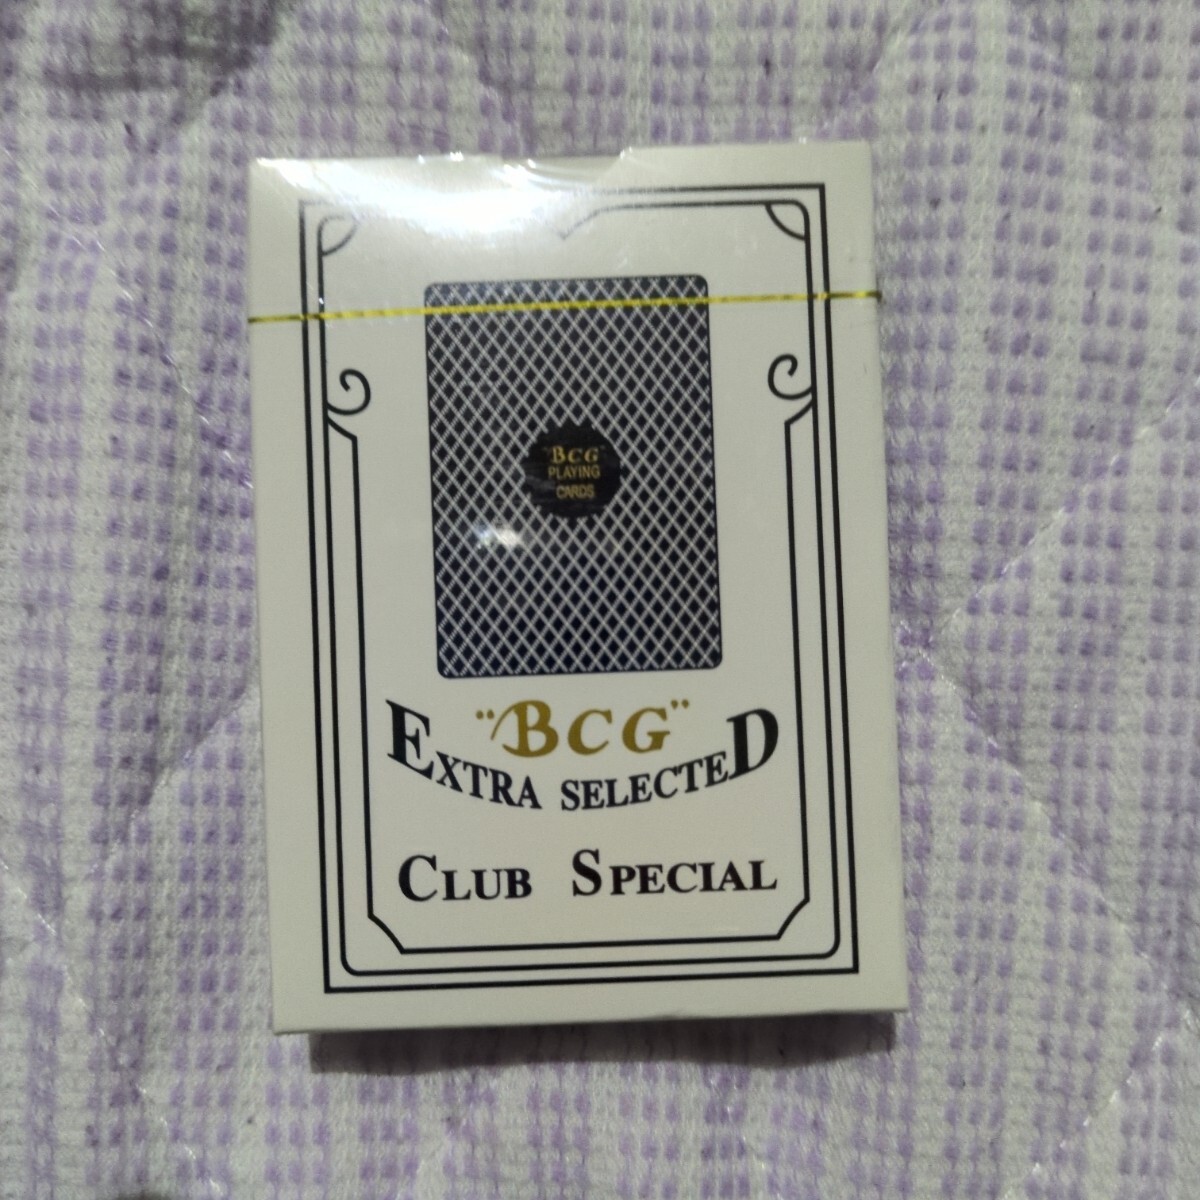 "BCG"
PLAYING
CARDS
"BCG"
EXTRA SELECTED
CLUB SPECIAL